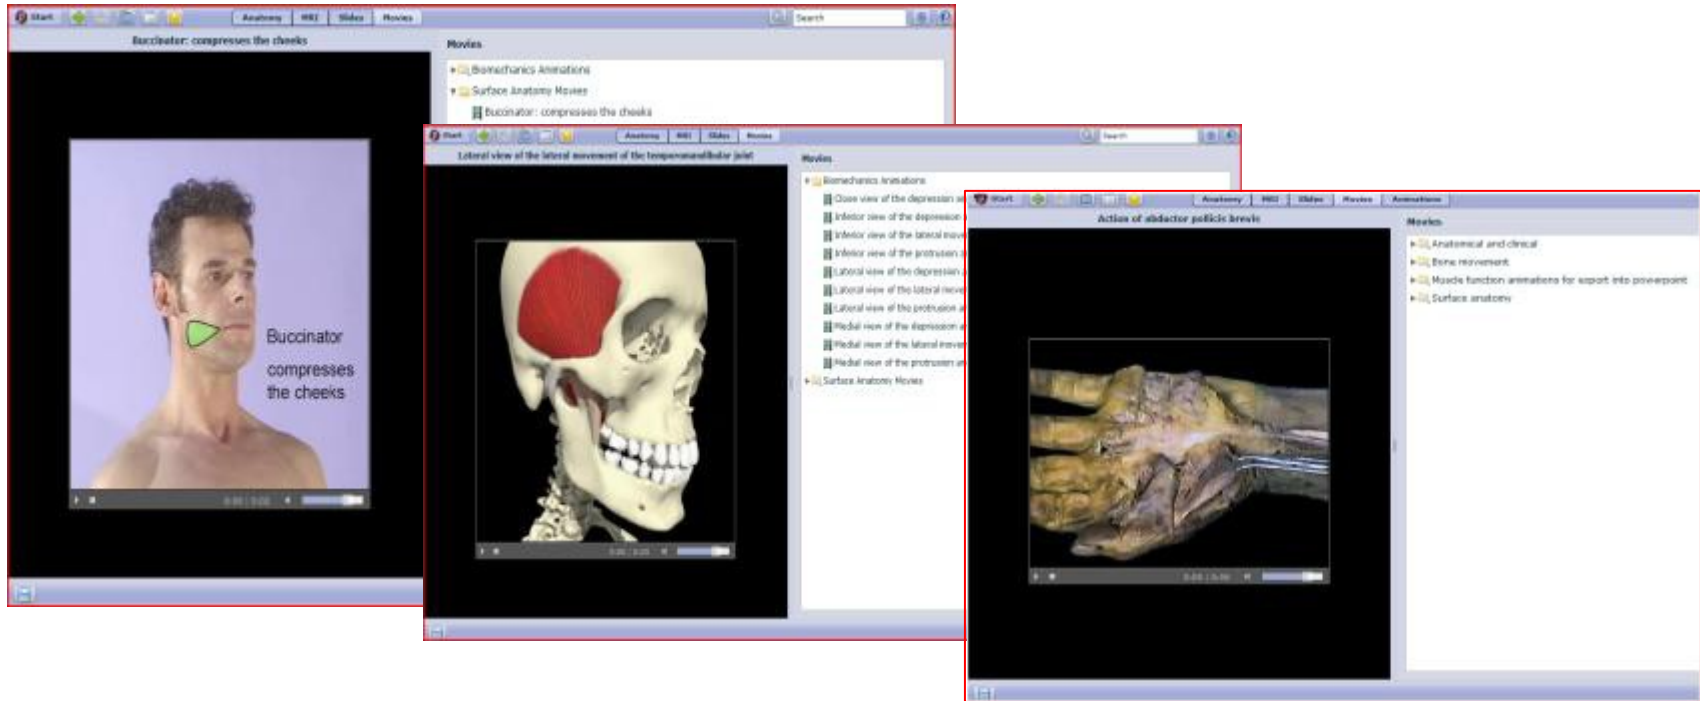 Start
Anatomy MRI Slides Movies
Search
Buccinator: compresses the cheeks
Movies
Biomechanics Animations
Surface Anatomy Movies
Buccinator: compresses the cheeks
Buccinator
compresses
the cheeks
Start
Anatomy MRI Slides Movies
Search
Lateral view of the lateral movement of the temporomandibular joint
Movies
Biomechanics Animations
Close view of the depression
Inferior view of the depression
Inferior view of the lateral move
Inferior view of the protrusion
Lateral view of the depression
Lateral view of the lateral move
Lateral view of the protrusion
Medial view of the depression
Medial view of the lateral move
Medial view of the protrusion
Surface Anatomy Movies
Start
Anatomy MRI Slides Movies Animations
Action of abductor pollicis brevis
Movies
Anatomical and clinical
Bone movement
Muscle function animations for export into powerpoint
Surface anatomy